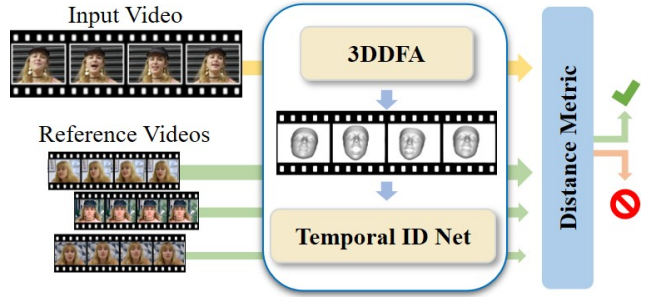 Input Video
3DDFA
Reference Videos
Temporal ID Net
Distance Metric